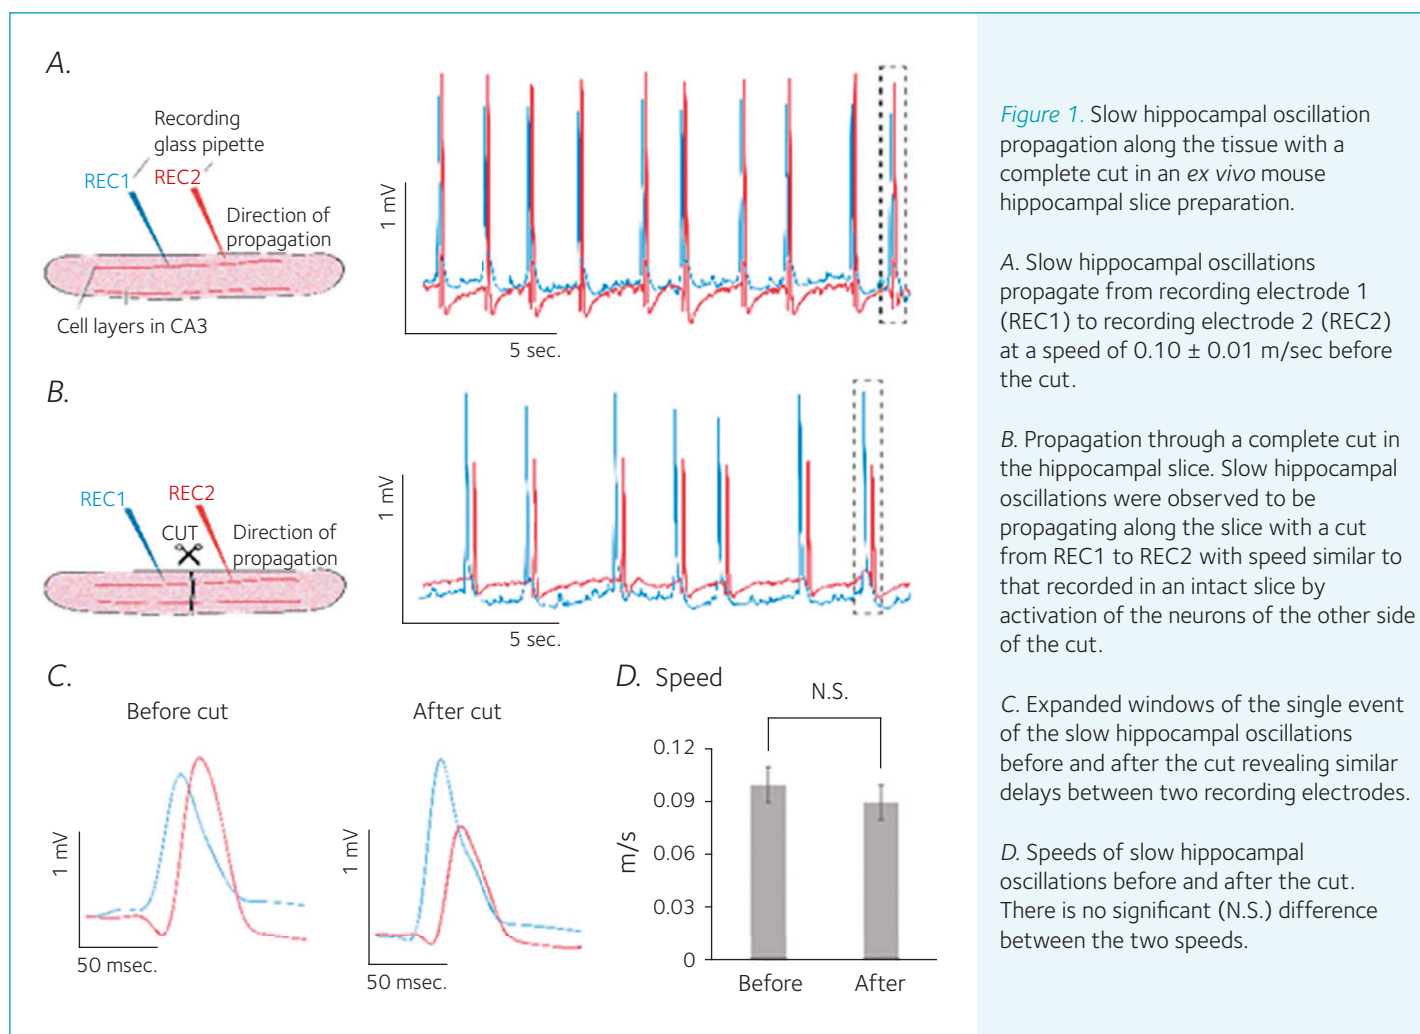 A.
Recording
glass pipette
REC1
REC2
Direction of
propagation
Cell layers in CA3
1 mV
5 sec.
B.
REC1
REC2
CUT
Direction of
propagation
1 mV
5 sec.
C.
Before cut
After cut
1 mV
50 msec.
1 mV
50 msec.
D. Speed
N.S.
m/s
0.12
0.09
0.06
0.03
0
Before
After
Figure 1. Slow hippocampal oscillation
propagation along the tissue with a
complete cut in an ex vivo mouse
hippocampal slice preparation.
A. Slow hippocampal oscillations
propagate from recording electrode 1
(REC1) to recording electrode 2 (REC2)
at a speed of 0.10 ± 0.01 m/sec before
the cut.
B. Propagation through a complete cut in
the hippocampal slice. Slow hippocampal
oscillations were observed to be
propagating along the slice with a cut
from REC1 to REC2 with speed similar to
that recorded in an intact slice by
activation of the neurons of the other side
of the cut.
C. Expanded windows of the single event
of the slow hippocampal oscillations
before and after the cut revealing similar
delays between two recording electrodes.
D. Speeds of slow hippocampal
oscillations before and after the cut.
There is no significant (N.S.) difference
between the two speeds.